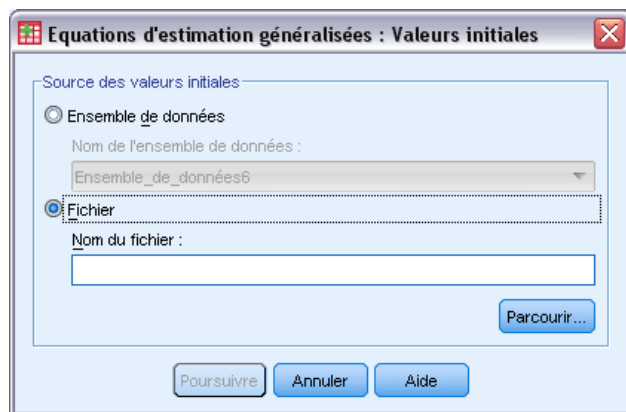 Equations d'estimation généralisées : Valeurs initiales
Source des valeurs initiales
Ensemble de données
Nom de l'ensemble de données :
Ensemble_de_données6
Fichier
Nom du fichier :
Parcourir...
Poursuivre Annuler Aide